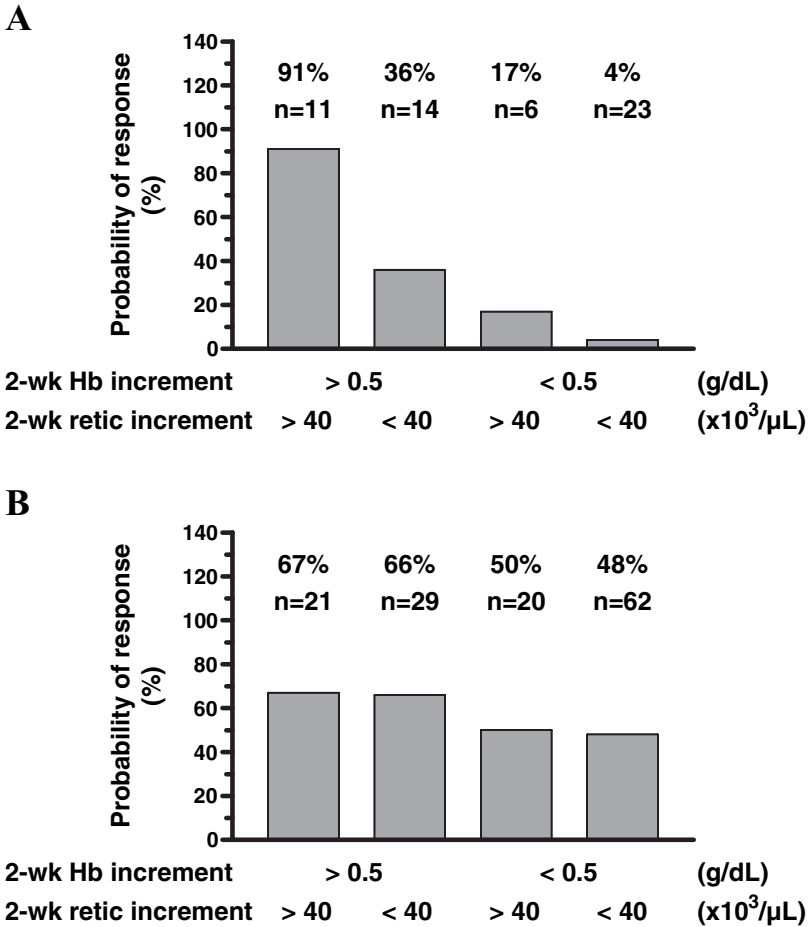 A
Probability of response
(%)
140
120
100
80
60
40
20
0
91% 36% 17% 4%
n=11 n=14 n=6 n=23
2-wk Hb increment > 0.5 < 0.5 (g/dL)
2-wk retic increment > 40 < 40 > 40 < 40 (x10³/µL)
B
Probability of response
(%)
140
120
100
80
60
40
20
0
67% 66% 50% 48%
n=21 n=29 n=20 n=62
2-wk Hb increment > 0.5 < 0.5 (g/dL)
2-wk retic increment > 40 < 40 > 40 < 40 (x10³/µL)